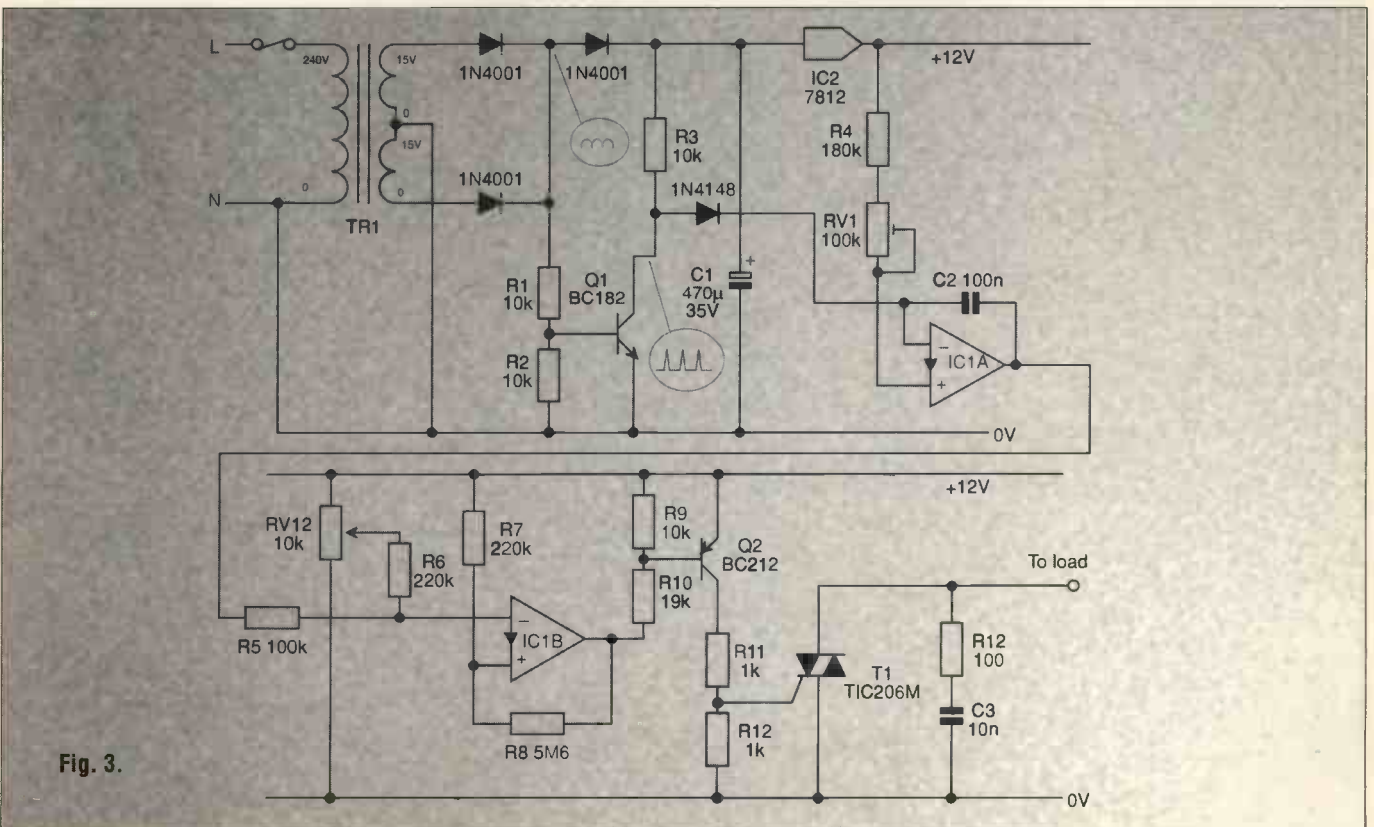 L
240V
0
N
TR1
15V
0
15V
0
1N4001
1N4001
1N4001
R1
10k
R2
10k
Q1
BC182
R3
10k
1N4148
C1
470µ
35V
+
IC2
7812
+12V
R4
180k
RV1
100k
C2 100n
−
IC1A
+
0V
+12V
RV12
10k
R6
220k
R5 100k
R7
220k
−
IC1B
+
R8 5M6
R9
10k
R10
19k
Q2
BC212
R11
1k
R12
1k
T1
TIC206M
To load
R12
100
C3
10n
0V
Fig. 3.